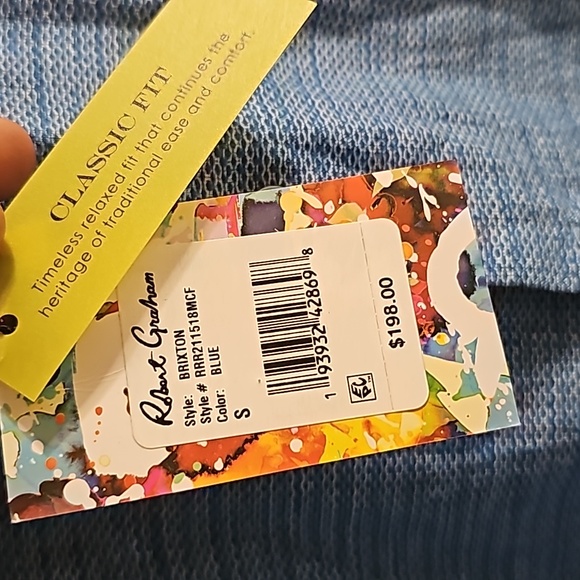 CLASSIC FIT
Timeless relaxed fit that continues the
heritage of traditional ease and comfort.
Robert Graham
Style: BRIXTON
Style # RRR211518MCF
Color: BLUE
S
1 93932 42869 8
$198.00